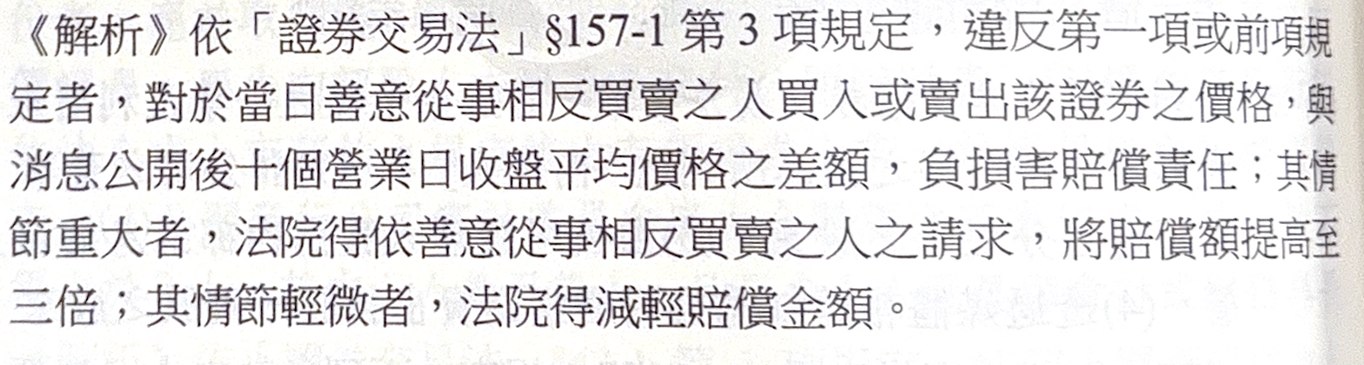 《解析》依「證券交易法」§157-1 第 3 項規定，違反第一項或前項規
定者，對於當日善意從事相反買賣之人買入或賣出該證券之價格，與
消息公開後十個營業日收盤平均價格之差額，負損害賠償責任；其情
節重大者，法院得依善意從事相反買賣之人之請求，將賠償額提高至
三倍；其情節輕微者，法院得減輕賠償金額。